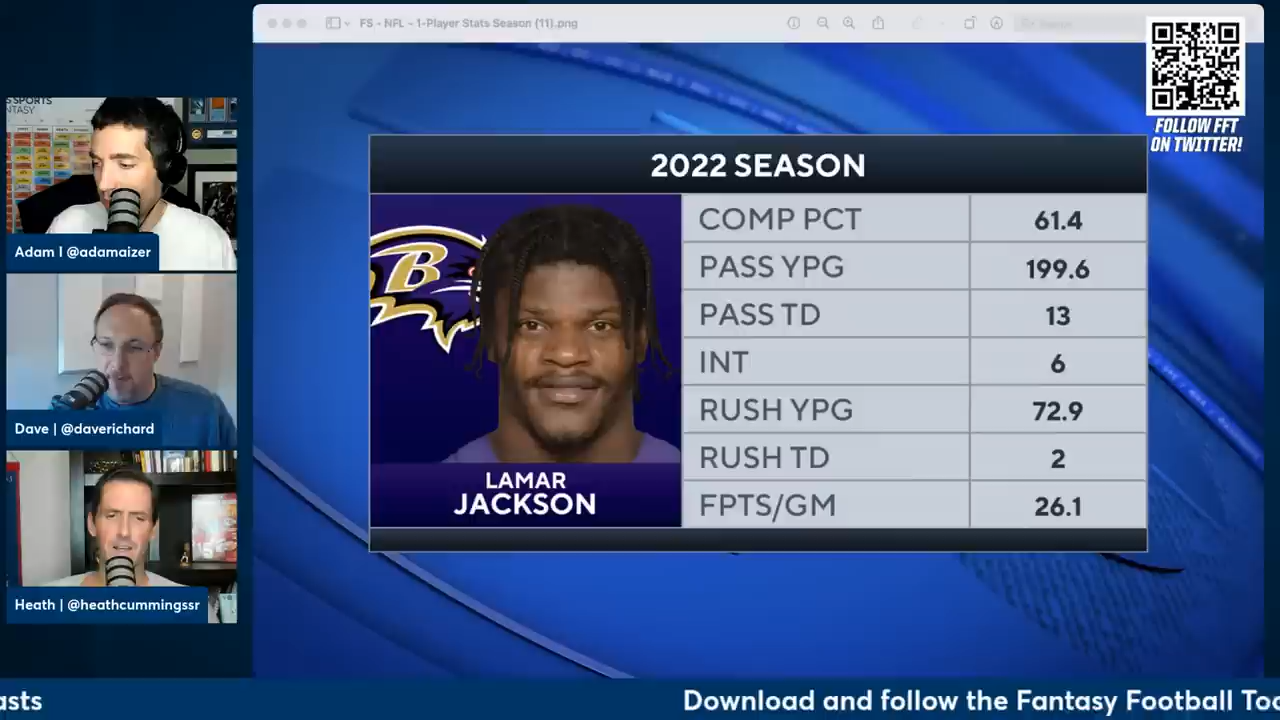 FS - NFL - 1-Player Stats Season (11).png
FOLLOW FFT
ON TWITTER!
SPORTS
NTASY
Adam I @adamaizer
Dave | @daverichard
Heath | @heathcummingssr
2022 SEASON
B
LAMAR
JACKSON
COMP PCT 61.4
PASS YPG 199.6
PASS TD 13
INT 6
RUSH YPG 72.9
RUSH TD 2
FPTS/GM 26.1
asts Download and follow the Fantasy Football Too